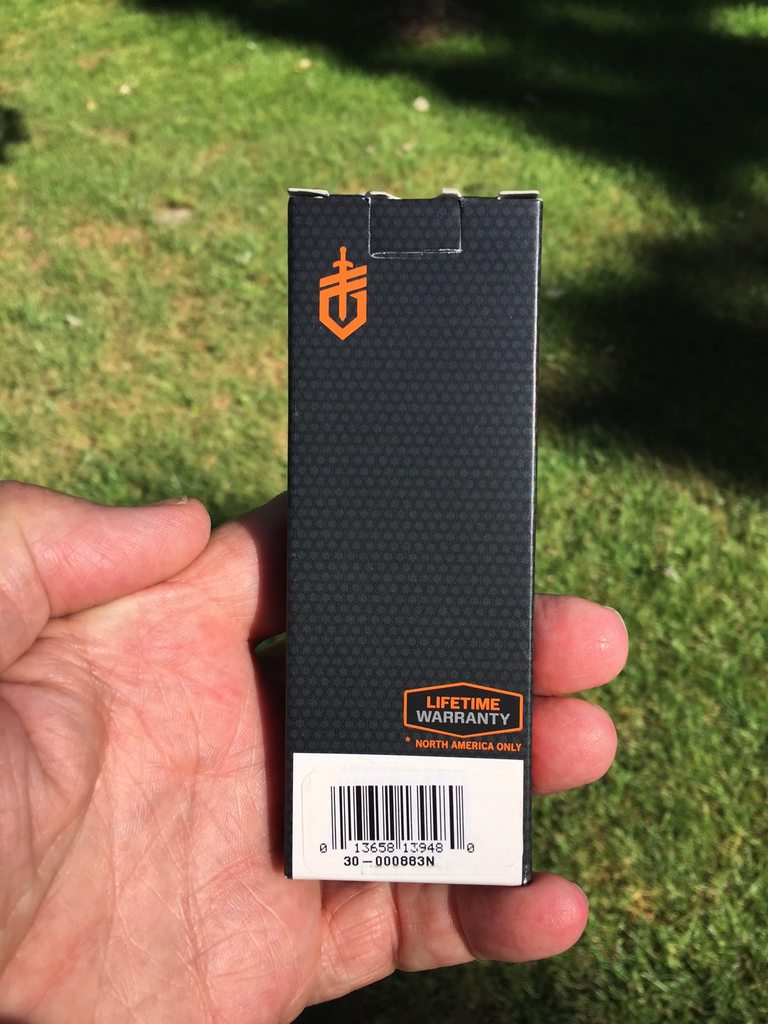 LIFETIME
WARRANTY
* NORTH AMERICA ONLY
0 13658 13948 0
30-000883N